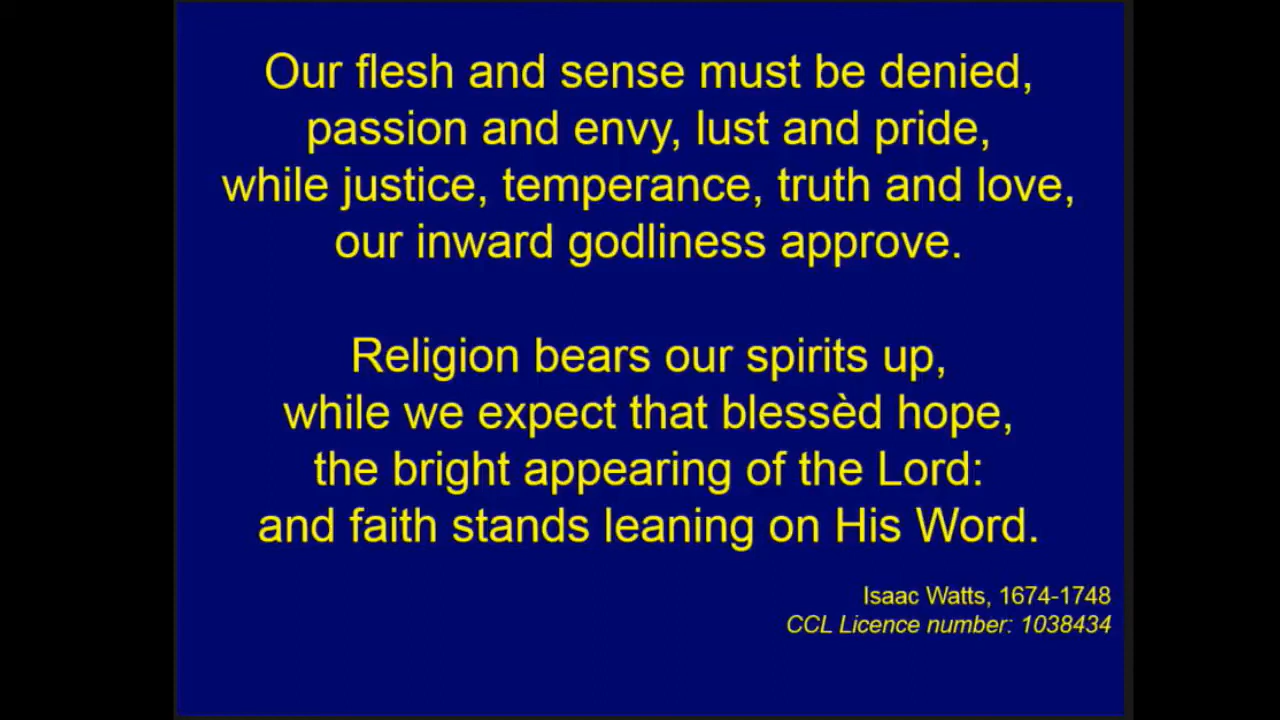 Our flesh and sense must be denied,
passion and envy, lust and pride,
while justice, temperance, truth and love,
our inward godliness approve.
Religion bears our spirits up,
while we expect that blessèd hope,
the bright appearing of the Lord:
and faith stands leaning on His Word.
Isaac Watts, 1674-1748
CCL Licence number: 1038434